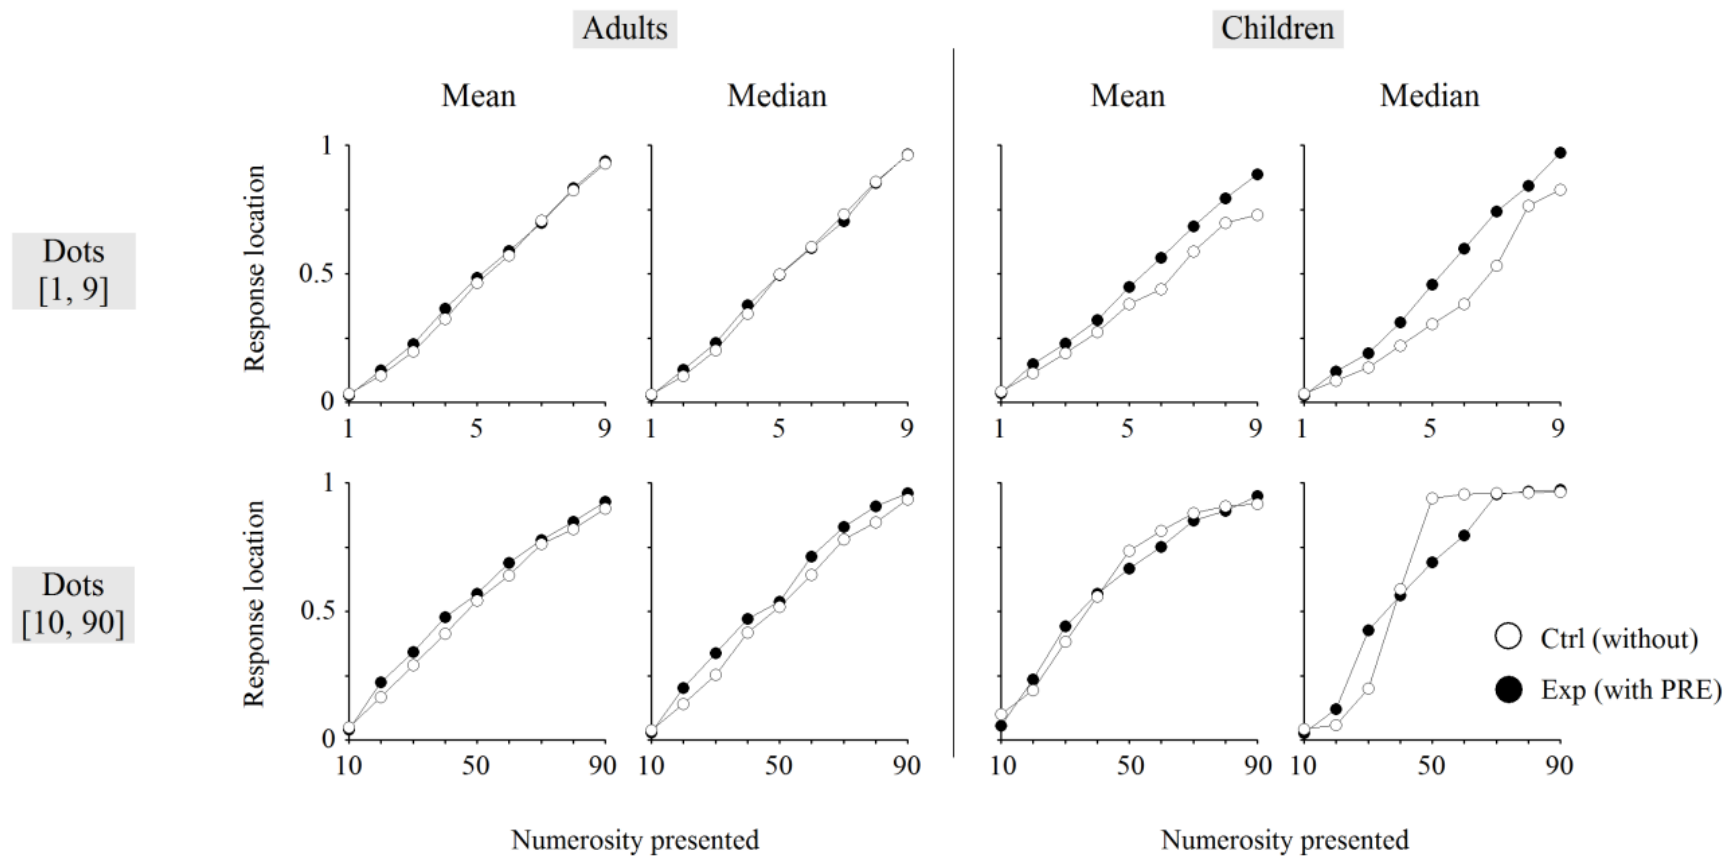 Adults
Children
Mean
Median
Mean
Median
Dots
[1, 9]
Response location
1
0.5
0
1
5
9
1
5
9
1
5
9
1
5
9
Dots
[10, 90]
Response location
1
0.5
0
10
50
90
10
50
90
10
50
90
10
50
90
Ctrl (without)
Exp (with PRE)
Numerosity presented
Numerosity presented